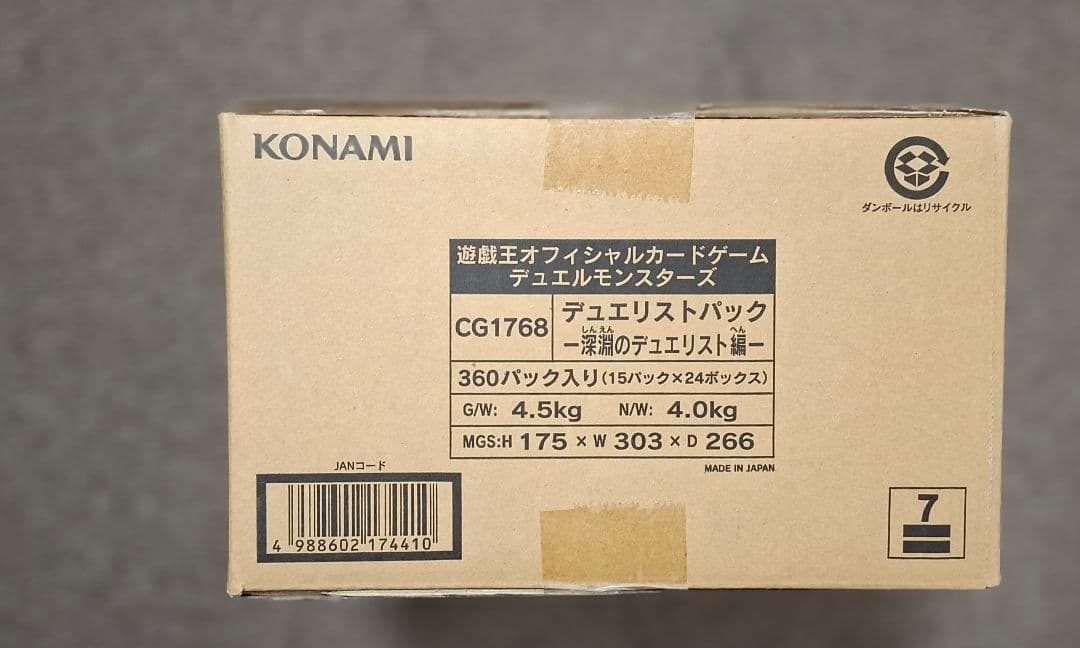 KONAMI
ダンボールはリサイクル
遊戯王オフィシャルカードゲーム
デュエルモンスターズ
CG1768
デュエリストパック
しんえん へん
ー深淵のデュエリスト編ー
360パック入り(15パック×24ボックス)
G/W: 4.5kg N/W: 4.0kg
MGS:H 175 × W 303 × D 266
MADE IN JAPAN
JANコード
4 988602 174410
7